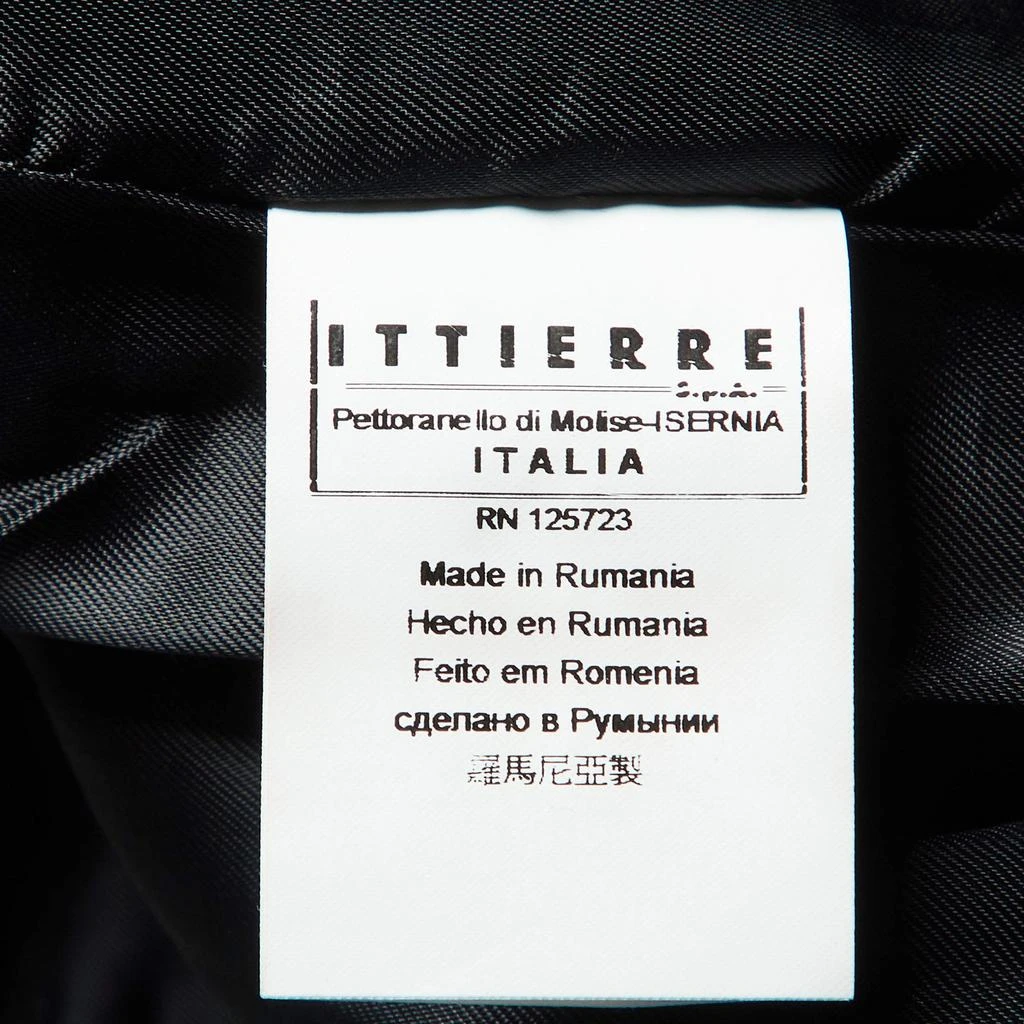 ITTIERRE
S.p.A.
Pettoranello di Molise-ISERNIA
ITALIA
RN 125723
Made in Rumania
Hecho en Rumania
Feito em Romenia
сделано в Румынии
羅馬尼亞製